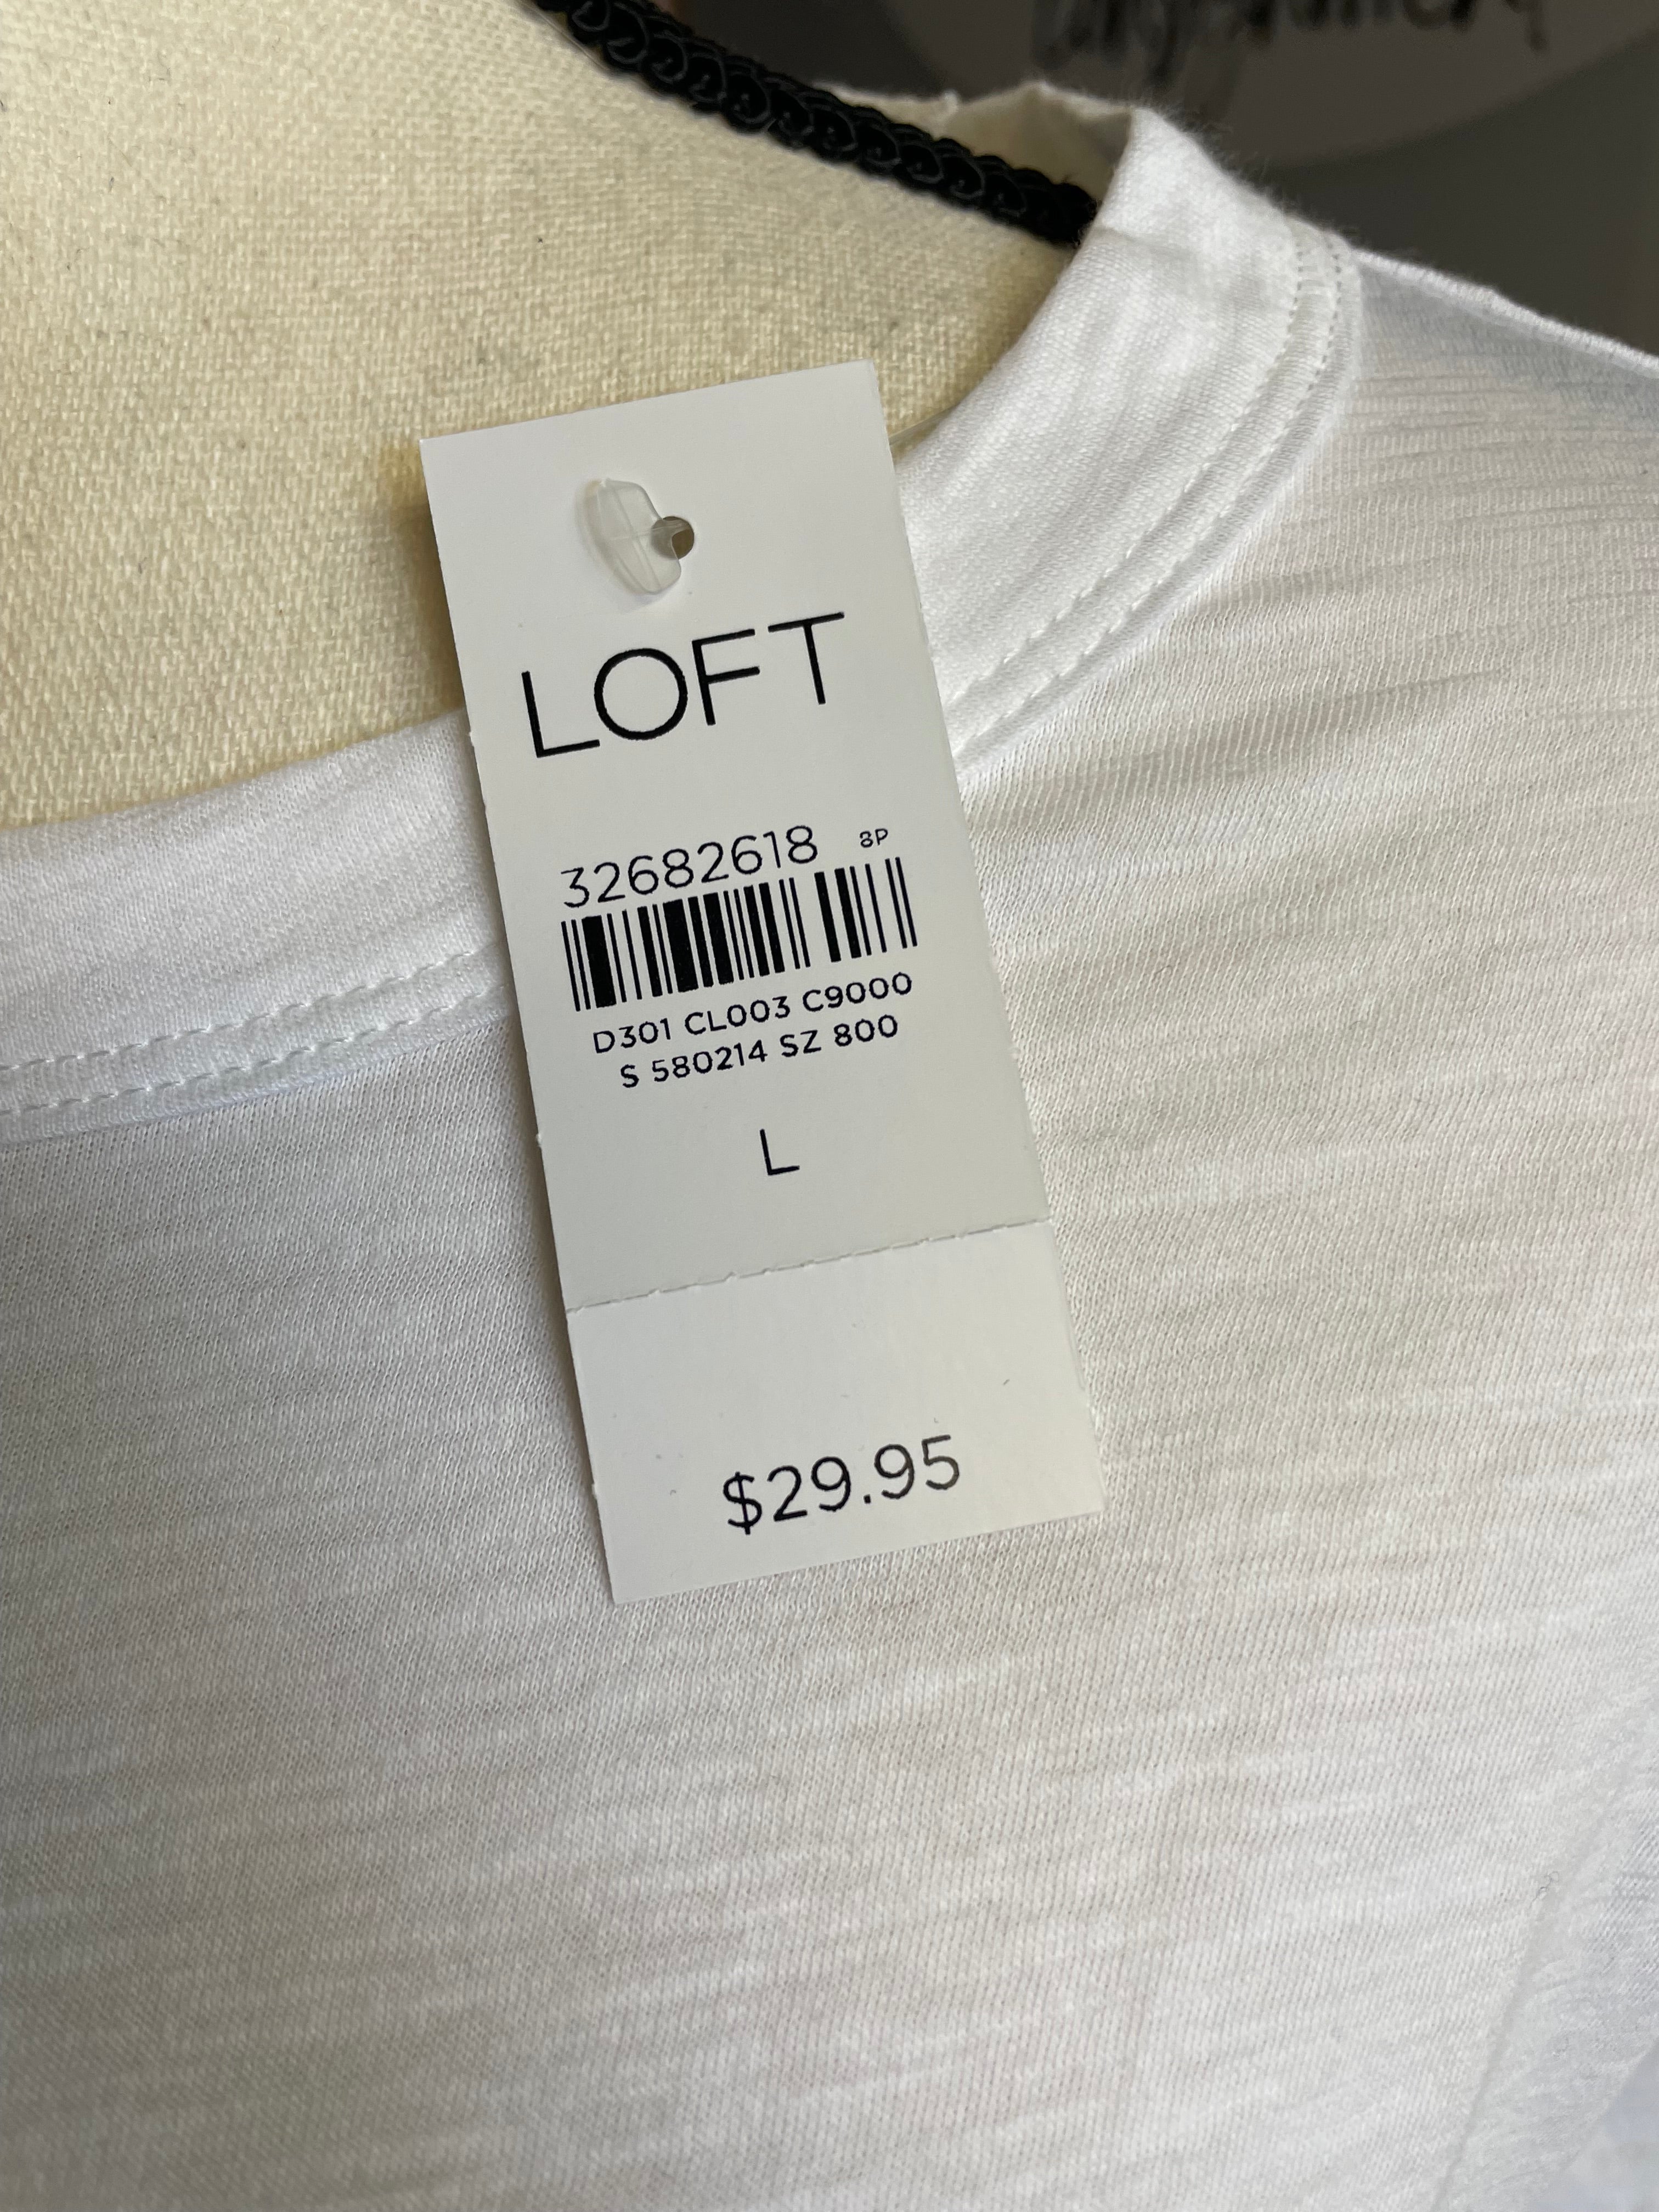 LOFT
32682618 8P
D301 CL003 C9000
S 580214 SZ 800
L
$29.95